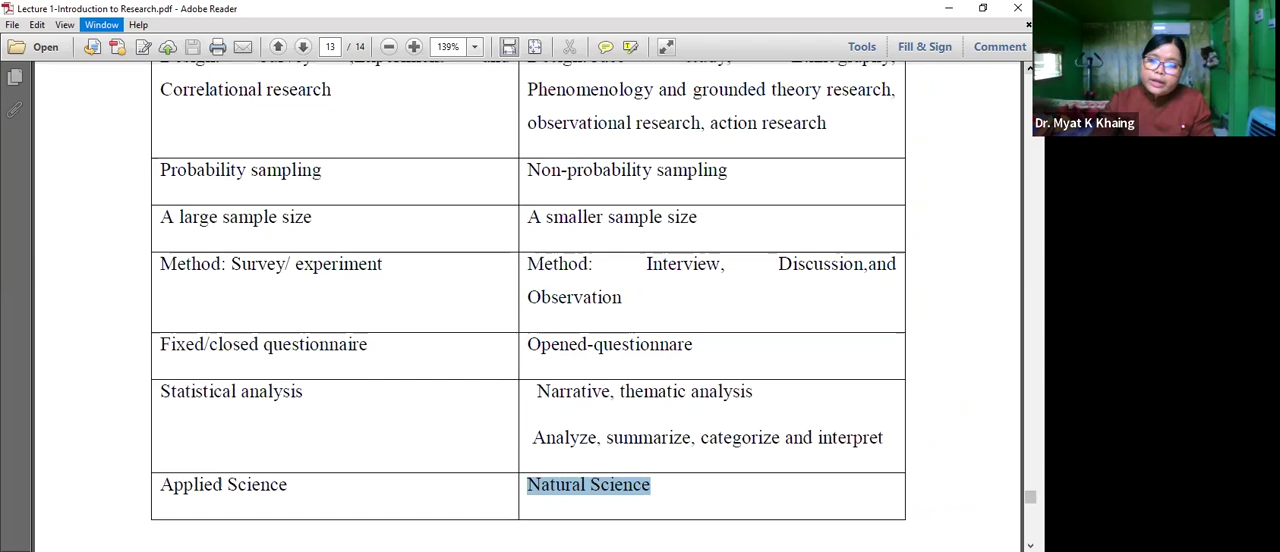 Lecture 1-Introduction to Research.pdf - Adobe Reader
File Edit View Window Help
Open 13 / 14 139% Tools Fill & Sign Comment
Correlational research
Phenomenology and grounded theory research,
observational research, action research
Dr. Myat K Khaing
Probability sampling
Non-probability sampling
A large sample size
A smaller sample size
Method: Survey/ experiment
Method: Interview, Discussion,and
Observation
Fixed/closed questionnaire
Opened-questionnare
Statistical analysis
Narrative, thematic analysis
Analyze, summarize, categorize and interpret
Applied Science
Natural Science